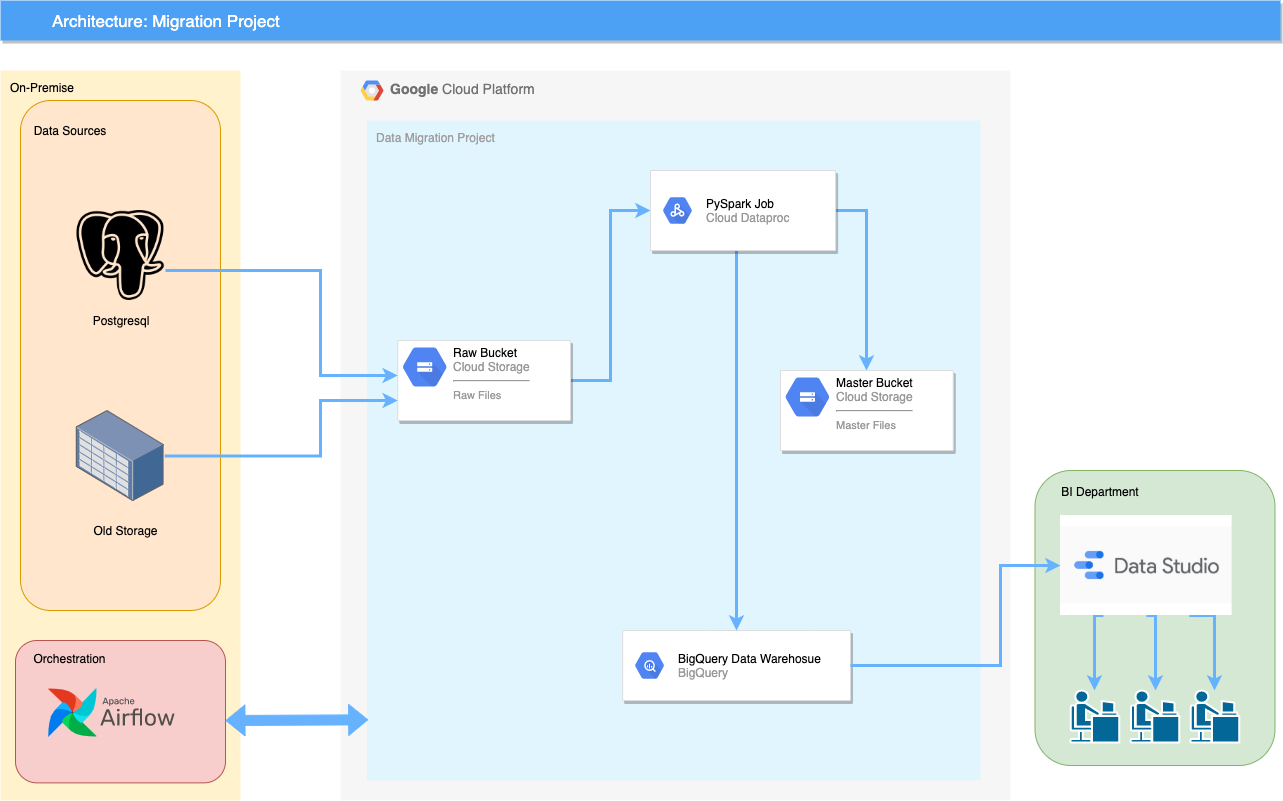 Architecture: Migration Project
On-Premise
Data Sources
Postgresql
Old Storage
Orchestration
Apache
Airflow
Google Cloud Platform
Data Migration Project
PySpark Job
Cloud Dataproc
Raw Bucket
Cloud Storage
Raw Files
Master Bucket
Cloud Storage
Master Files
BigQuery Data Warehosue
BigQuery
BI Department
Data Studio